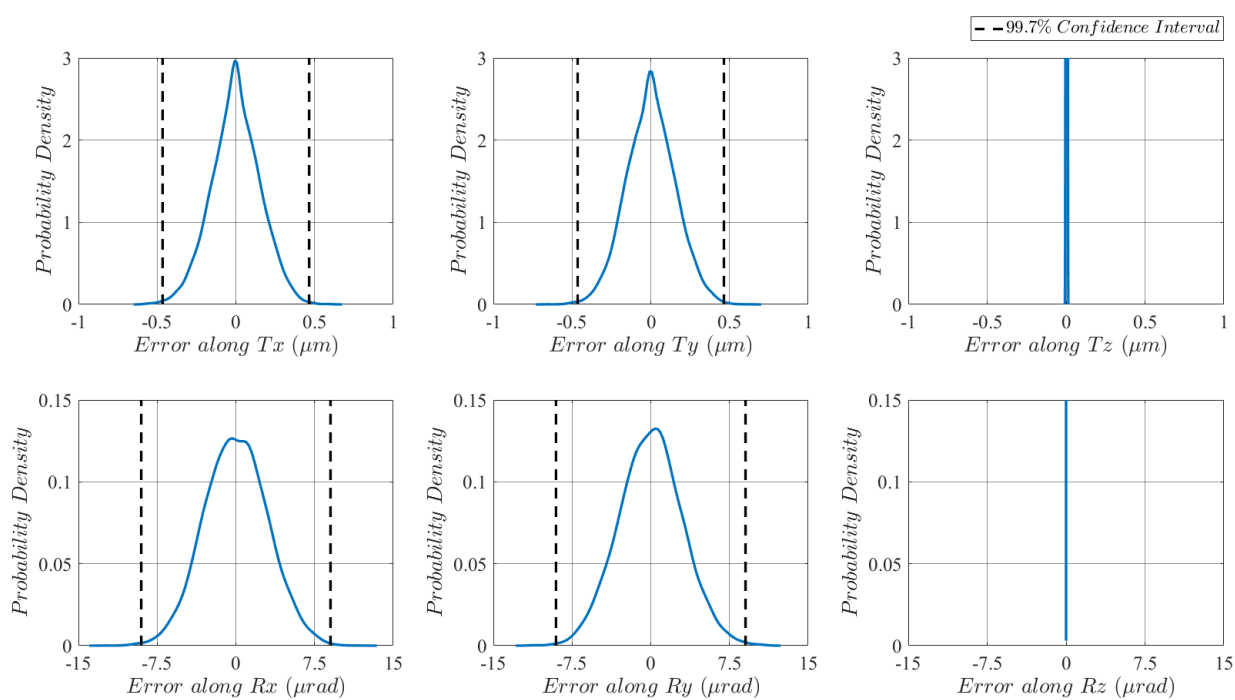 99.7% Confidence Interval
3
2
1
0
Probability Density
-1 -0.5 0 0.5 1
Error along Tx (μm)
3
2
1
0
Probability Density
-1 -0.5 0 0.5 1
Error along Ty (μm)
3
2
1
0
Probability Density
-1 -0.5 0 0.5 1
Error along Tz (μm)
0.15
0.1
0.05
0
Probability Density
-15 -7.5 0 7.5 15
Error along Rx (μrad)
0.15
0.1
0.05
0
Probability Density
-15 -7.5 0 7.5 15
Error along Ry (μrad)
0.15
0.1
0.05
0
Probability Density
-15 -7.5 0 7.5 15
Error along Rz (μrad)